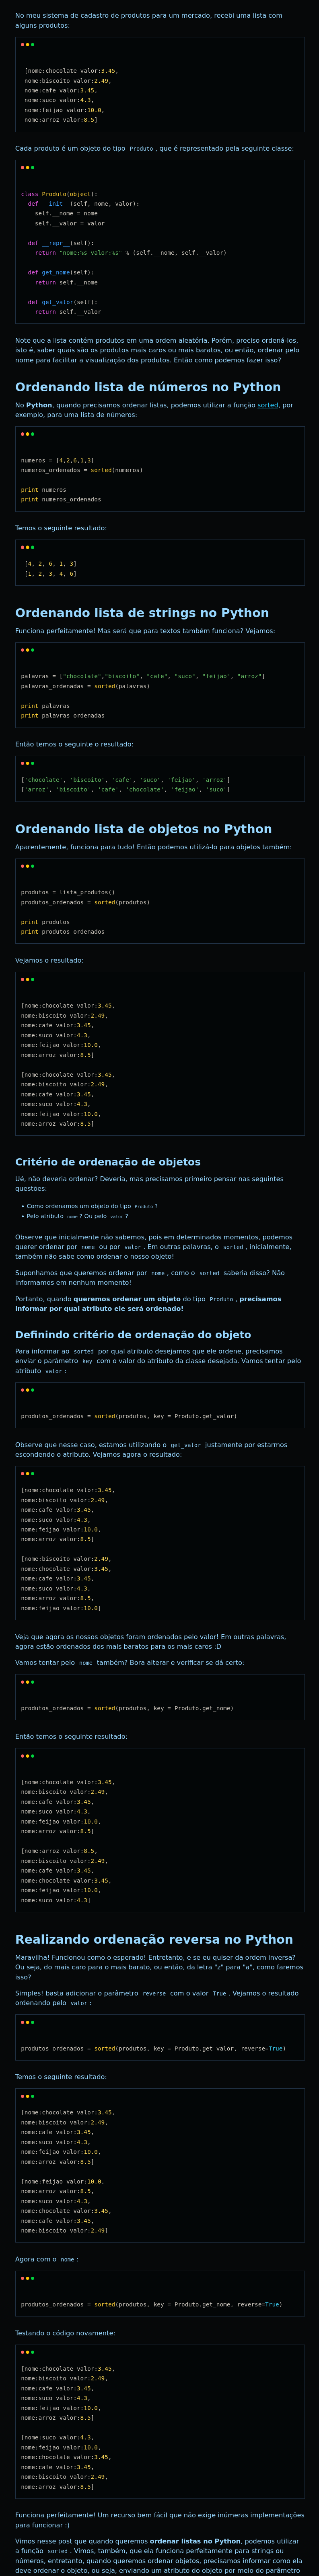 No meu sistema de cadastro de produtos para um mercado, recebi uma lista com
alguns produtos:
[nome:chocolate valor:3.45,
nome:biscoito valor:2.49,
nome:cafe valor:3.45,
nome:suco valor:4.3,
nome:feijao valor:10.0,
nome:arroz valor:8.5]
Cada produto é um objeto do tipo Produto, que é representado pela seguinte classe:
class Produto(object):
def __init__(self, nome, valor):
self.__nome = nome
self.__valor = valor
def __repr__(self):
return "nome:%s valor:%s" % (self.__nome, self.__valor)
def get_nome(self):
return self.__nome
def get_valor(self):
return self.__valor
Note que a lista contém produtos em uma ordem aleatória. Porém, preciso ordená-los,
isto é, saber quais são os produtos mais caros ou mais baratos, ou então, ordenar pelo
nome para facilitar a visualização dos produtos. Então como podemos fazer isso?
Ordenando lista de números no Python
No Python, quando precisamos ordenar listas, podemos utilizar a função sorted, por
exemplo, para uma lista de números:
numeros = [4,2,6,1,3]
numeros_ordenados = sorted(numeros)
print numeros
print numeros_ordenados
Temos o seguinte resultado:
[4, 2, 6, 1, 3]
[1, 2, 3, 4, 6]
Ordenando lista de strings no Python
Funciona perfeitamente! Mas será que para textos também funciona? Vejamos:
palavras = ["chocolate","biscoito", "cafe", "suco", "feijao", "arroz"]
palavras_ordenadas = sorted(palavras)
print palavras
print palavras_ordenadas
Então temos o seguinte o resultado:
['chocolate', 'biscoito', 'cafe', 'suco', 'feijao', 'arroz']
['arroz', 'biscoito', 'cafe', 'chocolate', 'feijao', 'suco']
Ordenando lista de objetos no Python
Aparentemente, funciona para tudo! Então podemos utilizá-lo para objetos também:
produtos = lista_produtos()
produtos_ordenados = sorted(produtos)
print produtos
print produtos_ordenados
Vejamos o resultado:
[nome:chocolate valor:3.45,
nome:biscoito valor:2.49,
nome:cafe valor:3.45,
nome:suco valor:4.3,
nome:feijao valor:10.0,
nome:arroz valor:8.5]
[nome:chocolate valor:3.45,
nome:biscoito valor:2.49,
nome:cafe valor:3.45,
nome:suco valor:4.3,
nome:feijao valor:10.0,
nome:arroz valor:8.5]
Critério de ordenação de objetos
Ué, não deveria ordenar? Deveria, mas precisamos primeiro pensar nas seguintes
questões:
• Como ordenamos um objeto do tipo Produto?
• Pelo atributo nome? Ou pelo valor?
Observe que inicialmente não sabemos, pois em determinados momentos, podemos
querer ordenar por nome ou por valor. Em outras palavras, o sorted, inicialmente,
também não sabe como ordenar o nosso objeto!
Suponhamos que queremos ordenar por nome, como o sorted saberia disso? Não
informamos em nenhum momento!
Portanto, quando queremos ordenar um objeto do tipo Produto, precisamos
informar por qual atributo ele será ordenado!
Definindo critério de ordenação do objeto
Para informar ao sorted por qual atributo desejamos que ele ordene, precisamos
enviar o parâmetro key com o valor do atributo da classe desejada. Vamos tentar pelo
atributo valor:
produtos_ordenados = sorted(produtos, key = Produto.get_valor)
Observe que nesse caso, estamos utilizando o get_valor justamente por estarmos
escondendo o atributo. Vejamos agora o resultado:
[nome:chocolate valor:3.45,
nome:biscoito valor:2.49,
nome:cafe valor:3.45,
nome:suco valor:4.3,
nome:feijao valor:10.0,
nome:arroz valor:8.5]
[nome:biscoito valor:2.49,
nome:chocolate valor:3.45,
nome:cafe valor:3.45,
nome:suco valor:4.3,
nome:arroz valor:8.5,
nome:feijao valor:10.0]
Veja que agora os nossos objetos foram ordenados pelo valor! Em outras palavras,
agora estão ordenados dos mais baratos para os mais caros :D
Vamos tentar pelo nome também? Bora alterar e verificar se dá certo:
produtos_ordenados = sorted(produtos, key = Produto.get_nome)
Então temos o seguinte resultado:
[nome:chocolate valor:3.45,
nome:biscoito valor:2.49,
nome:cafe valor:3.45,
nome:suco valor:4.3,
nome:feijao valor:10.0,
nome:arroz valor:8.5]
[nome:arroz valor:8.5,
nome:biscoito valor:2.49,
nome:cafe valor:3.45,
nome:chocolate valor:3.45,
nome:feijao valor:10.0,
nome:suco valor:4.3]
Realizando ordenação reversa no Python
Maravilha! Funcionou como o esperado! Entretanto, e se eu quiser da ordem inversa?
Ou seja, do mais caro para o mais barato, ou então, da letra "z" para "a", como faremos
isso?
Simples! basta adicionar o parâmetro reverse com o valor True. Vejamos o resultado
ordenando pelo valor:
produtos_ordenados = sorted(produtos, key = Produto.get_valor, reverse=True)
Temos o seguinte resultado:
[nome:chocolate valor:3.45,
nome:biscoito valor:2.49,
nome:cafe valor:3.45,
nome:suco valor:4.3,
nome:feijao valor:10.0,
nome:arroz valor:8.5]
[nome:feijao valor:10.0,
nome:arroz valor:8.5,
nome:suco valor:4.3,
nome:chocolate valor:3.45,
nome:cafe valor:3.45,
nome:biscoito valor:2.49]
Agora com o nome:
produtos_ordenados = sorted(produtos, key = Produto.get_nome, reverse=True)
Testando o código novamente:
[nome:chocolate valor:3.45,
nome:biscoito valor:2.49,
nome:cafe valor:3.45,
nome:suco valor:4.3,
nome:feijao valor:10.0,
nome:arroz valor:8.5]
[nome:suco valor:4.3,
nome:feijao valor:10.0,
nome:chocolate valor:3.45,
nome:cafe valor:3.45,
nome:biscoito valor:2.49,
nome:arroz valor:8.5]
Funciona perfeitamente! Um recurso bem fácil que não exige inúmeras implementações
para funcionar :)
Vimos nesse post que quando queremos ordenar listas no Python, podemos utilizar
a função sorted. Vimos, também, que ela funciona perfeitamente para strings ou
números, entretanto, quando queremos ordenar objetos, precisamos informar como ela
deve ordenar o objeto, ou seja, enviando um atributo do objeto por meio do parâmetro